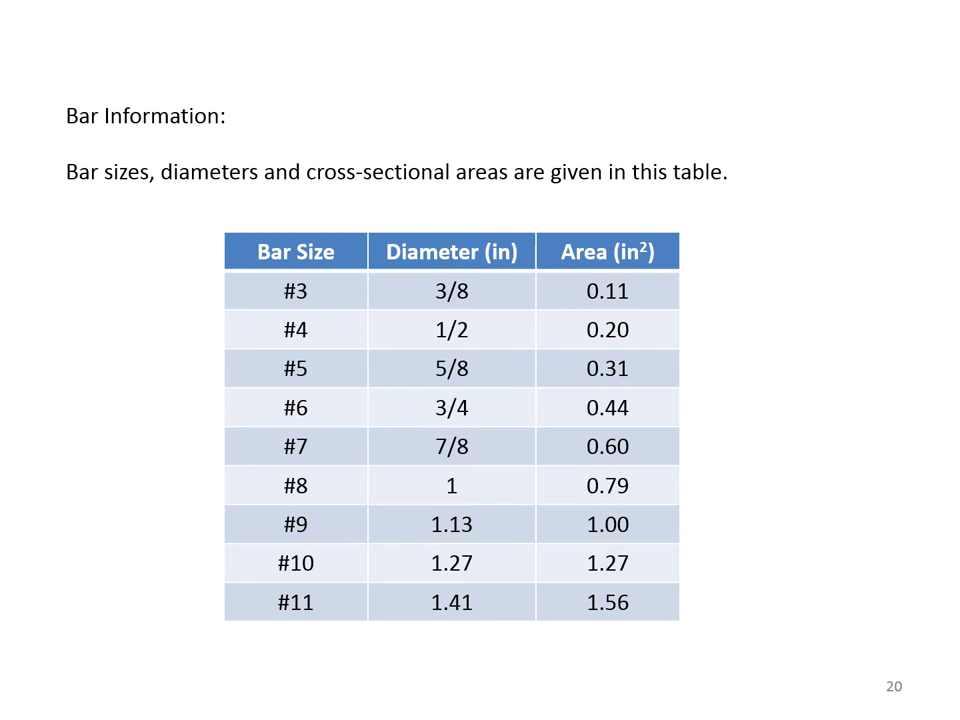 Bar Information:
Bar sizes, diameters and cross-sectional areas are given in this table.
Bar Size Diameter (in) Area (in²)
#3 3/8 0.11
#4 1/2 0.20
#5 5/8 0.31
#6 3/4 0.44
#7 7/8 0.60
#8 1 0.79
#9 1.13 1.00
#10 1.27 1.27
#11 1.41 1.56
20